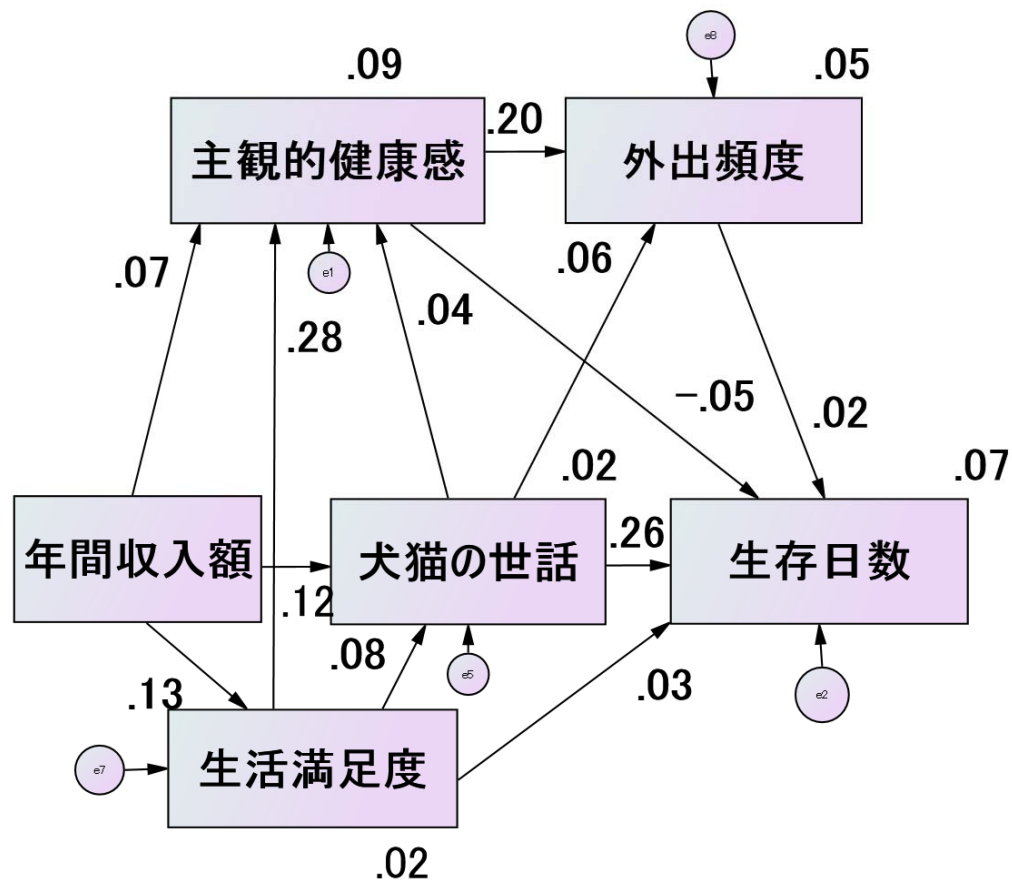 e8
.09
.05
.20
主観的健康感
外出頻度
.07
e1
.06
.04
.28
-.05
.02
.02
.07
年間収入額
犬猫の世話
.26
生存日数
.12
.08
e5
.13
.03
e2
生活満足度
e7
.02